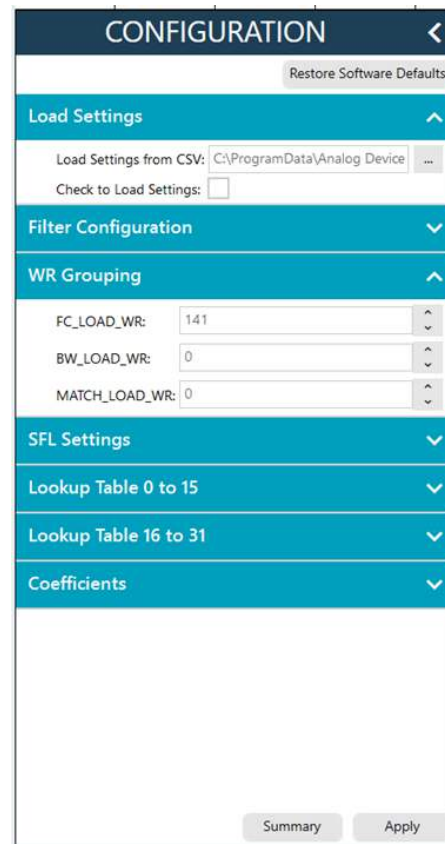 CONFIGURATION
Restore Software Defaults
Load Settings
Load Settings from CSV: C:\ProgramData\Analog Device ...
Check to Load Settings:
Filter Configuration
WR Grouping
FC_LOAD_WR: 141
BW_LOAD_WR: 0
MATCH_LOAD_WR: 0
SFL Settings
Lookup Table 0 to 15
Lookup Table 16 to 31
Coefficients
Summary Apply